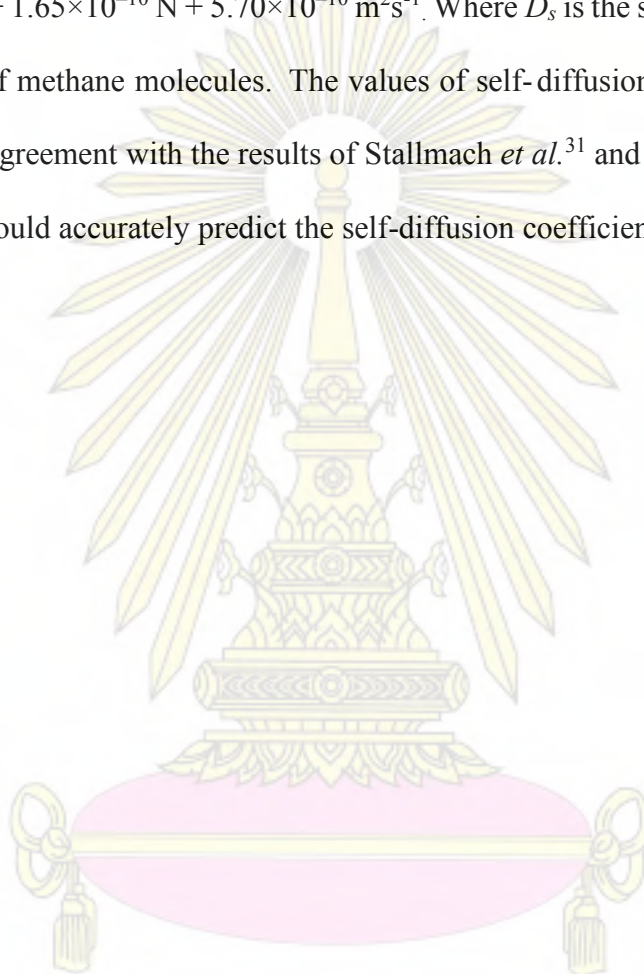 1.65×10⁻¹⁰ N + 5.70×10⁻¹⁰ m²s⁻¹. Where Dₛ is the s
f methane molecules. The values of self-diffusion
greement with the results of Stallmach et al.³¹ and
ould accurately predict the self-diffusion coefficien